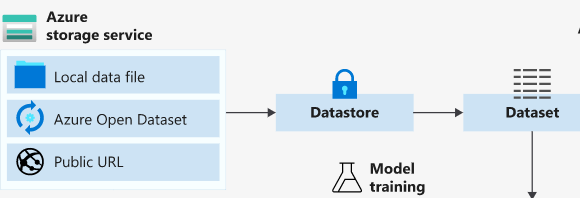 Azure
storage service
Local data file
Azure Open Dataset
Public URL
Datastore
Dataset
Model
training